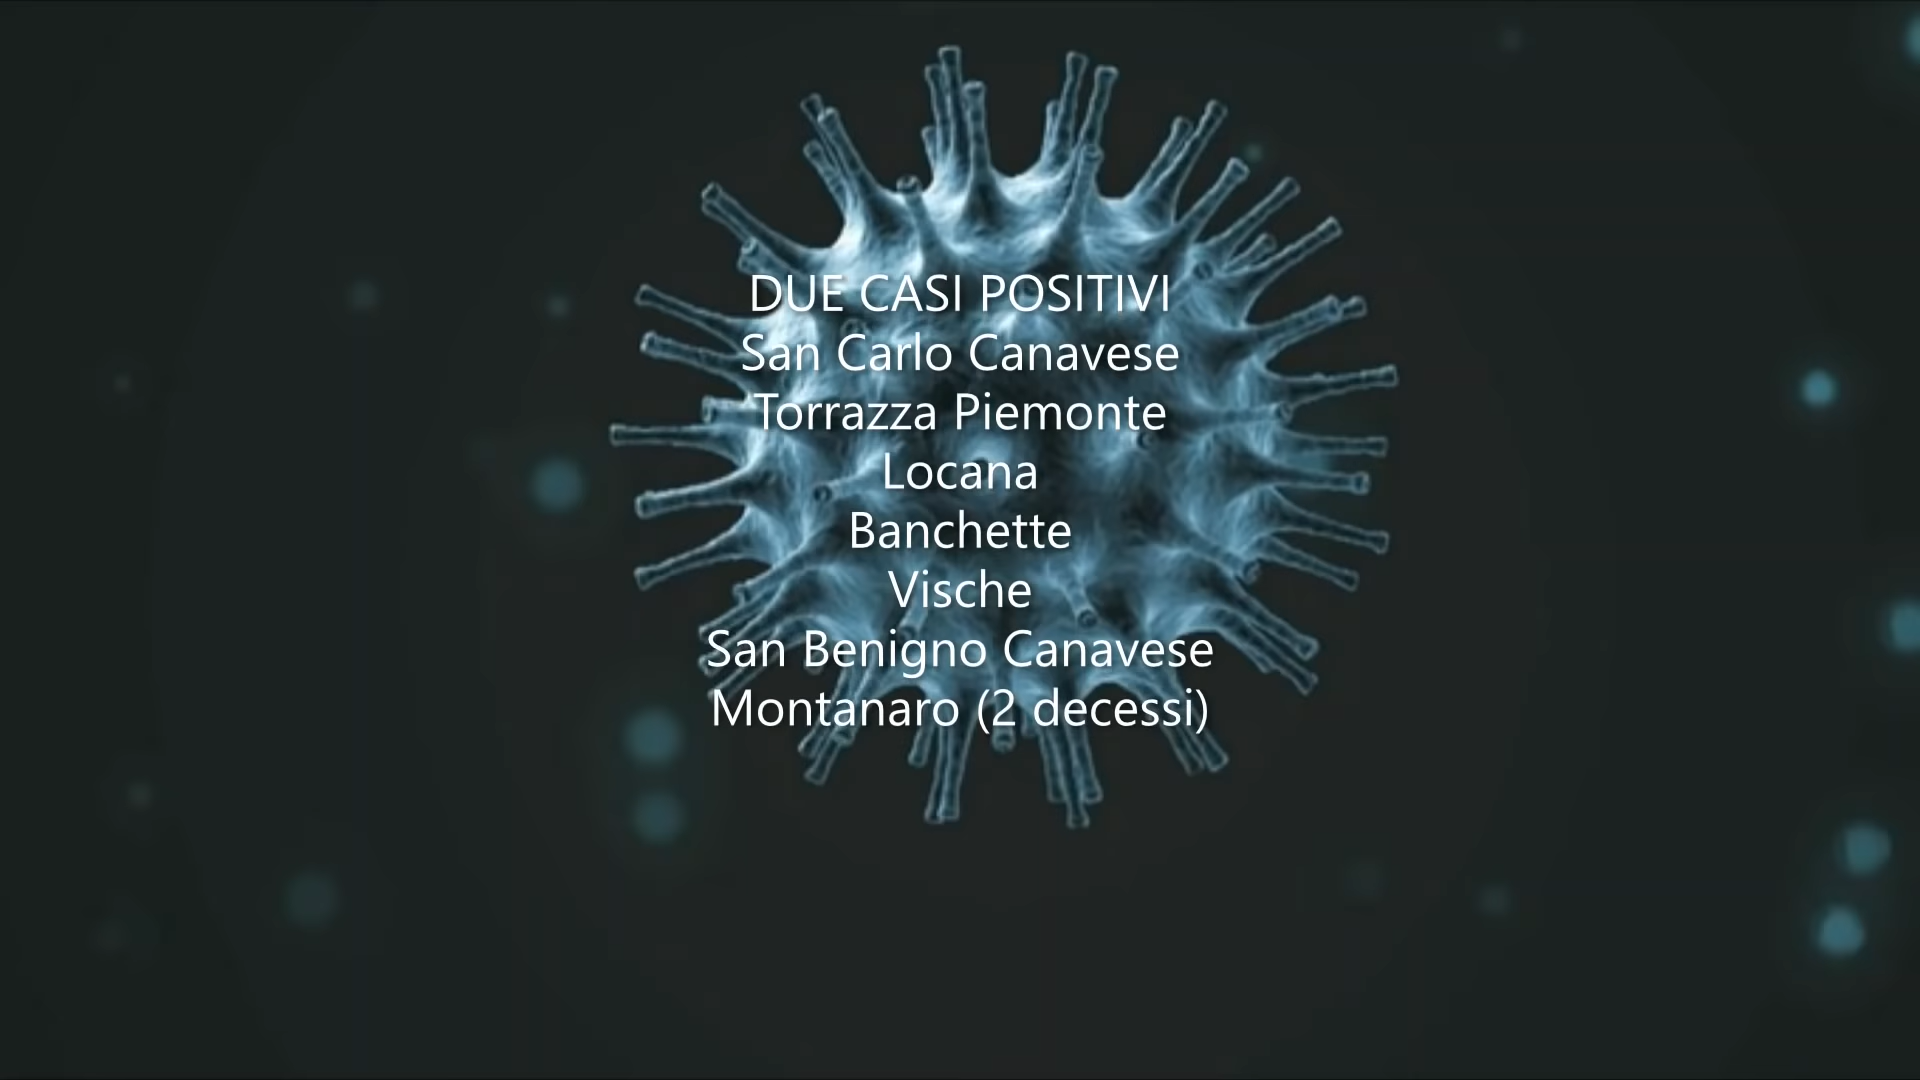 DUE CASI POSITIVI
San Carlo Canavese
Torrazza Piemonte
Locana
Banchette
Vische
San Benigno Canavese
Montanaro (2 decessi)